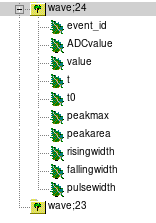 wave;24
event_id
ADCvalue
value
t
t0
peakmax
peakarea
risingwidth
fallingwidth
pulsewidth
wave;23